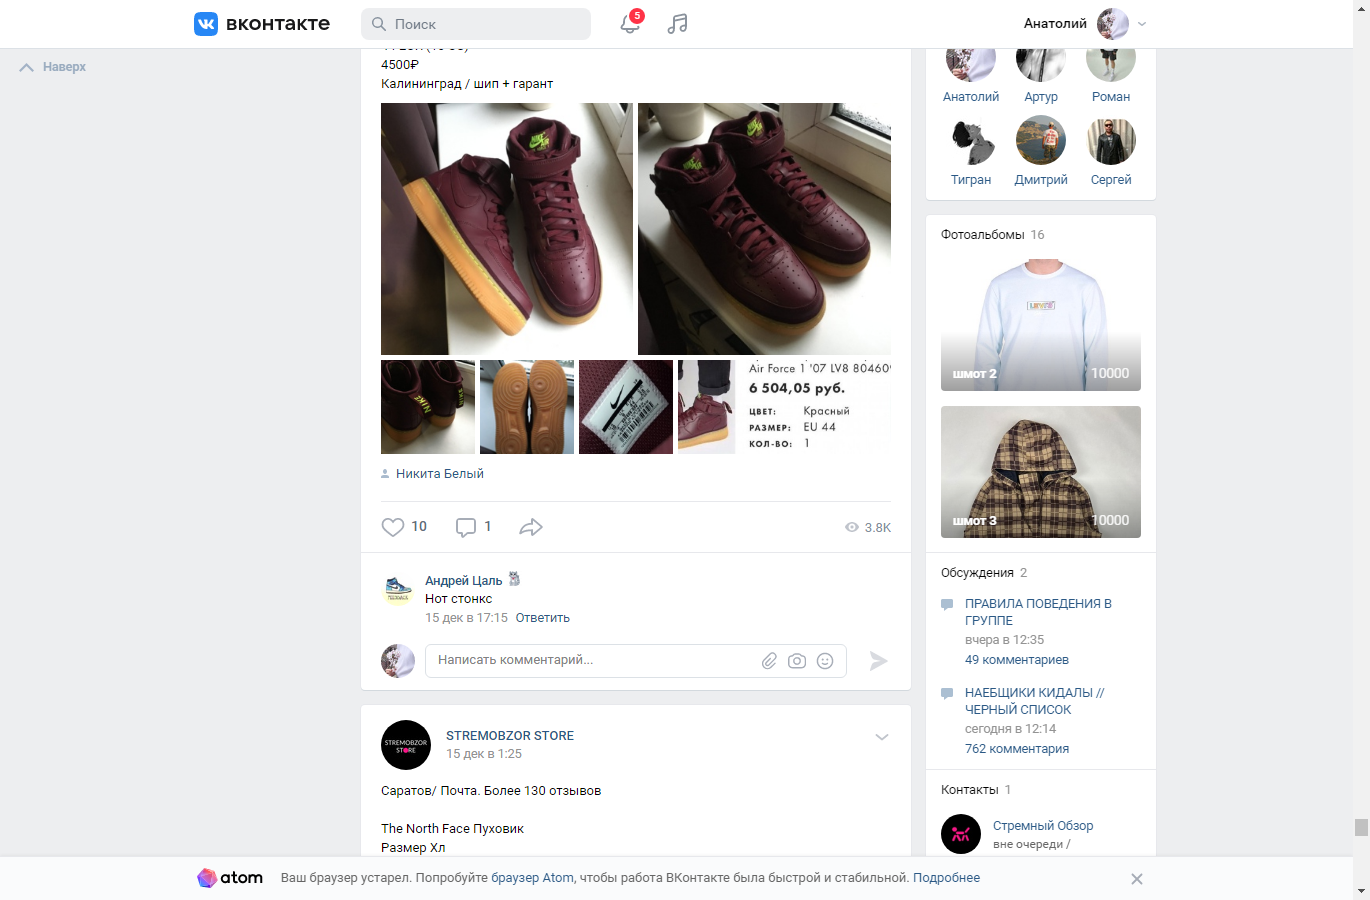 вконтакте
Поиск
5
Анатолий
Наверх
4500₽
Калининград / шип + гарант
Air Force 1 '07 LV8 80460
6 504,05 руб.
ЦВЕТ: Красный
РАЗМЕР: EU 44
КОЛ-ВО: 1
Никита Белый
10
1
3.8K
Андрей Цаль
Нот стонкс
15 дек в 17:15 Ответить
Написать комментарий...
STREMOBZOR STORE
STREMOBZOR STORE
15 дек в 1:25
Саратов/ Почта. Более 130 отзывов
The North Face Пуховик
Размер Хл
Анатолий Артур Роман
Тигран Дмитрий Сергей
Фотоальбомы 16
шмот 2 10000
шмот 3 10000
Обсуждения 2
ПРАВИЛА ПОВЕДЕНИЯ В
ГРУППЕ
вчера в 12:35
49 комментариев
НАЕБЩИКИ КИДАЛЫ //
ЧЕРНЫЙ СПИСОК
сегодня в 12:14
762 комментария
Контакты 1
Стремный Обзор
вне очереди /
atom
Ваш браузер устарел. Попробуйте браузер Atom, чтобы работа ВКонтакте была быстрой и стабильной. Подробнее